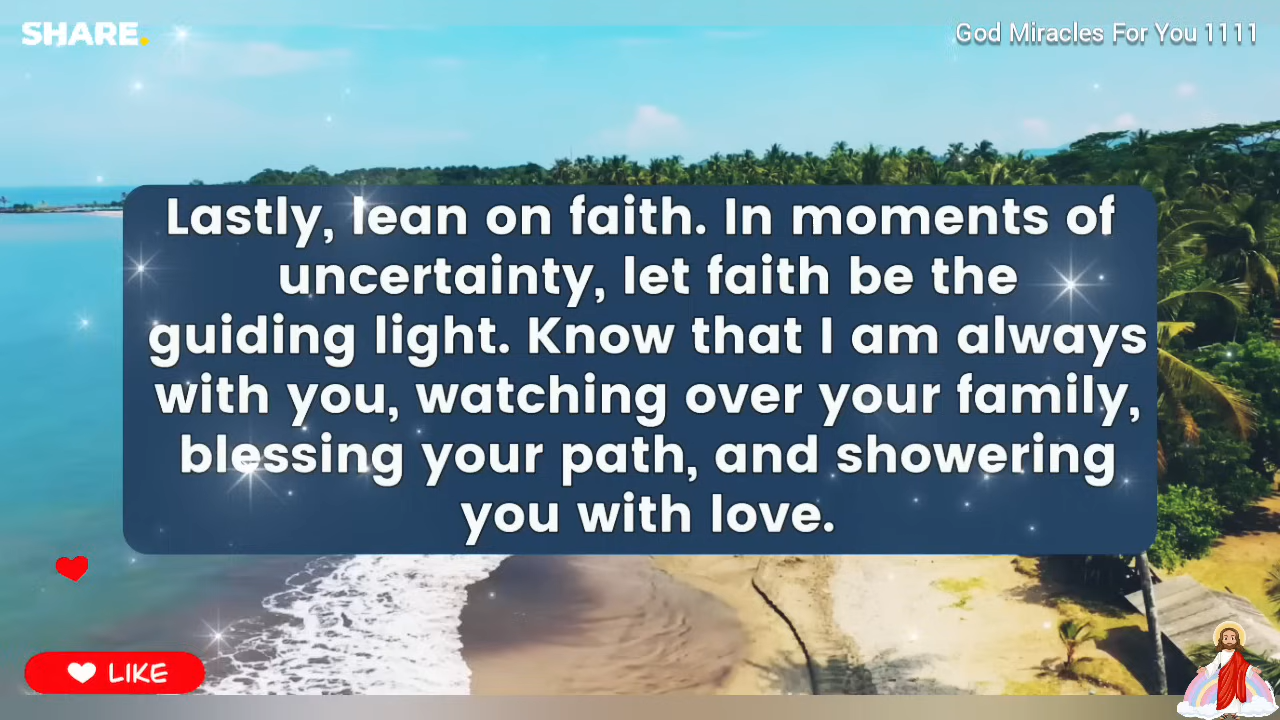 SHARE.
God Miracles For You 1111
Lastly, lean on faith. In moments of
uncertainty, let faith be the
guiding light. Know that I am always
with you, watching over your family,
blessing your path, and showering
you with love.
LIKE